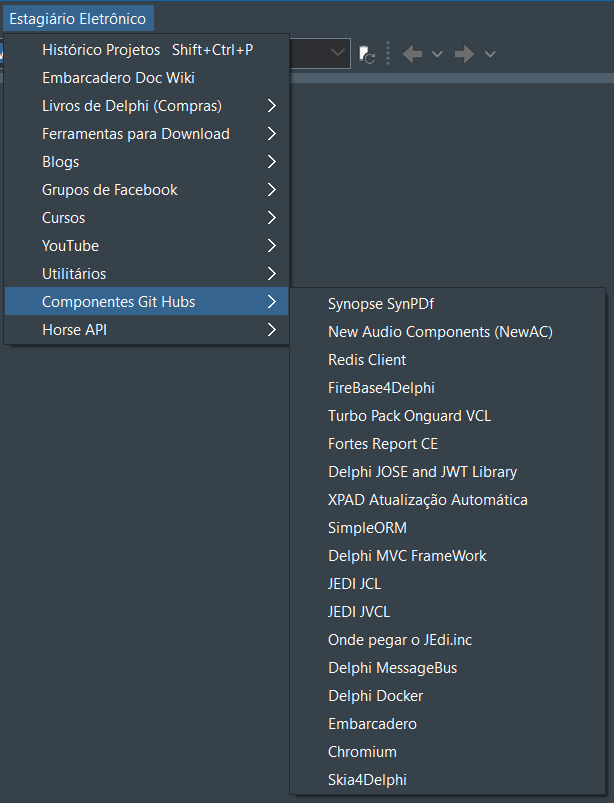 Estagiário Eletrônico
Histórico Projetos Shift+Ctrl+P
Embarcadero Doc Wiki
Livros de Delphi (Compras)
Ferramentas para Download
Blogs
Grupos de Facebook
Cursos
YouTube
Utilitários
Componentes Git Hubs
Horse API
Synopse SynPDf
New Audio Components (NewAC)
Redis Client
FireBase4Delphi
Turbo Pack Onguard VCL
Fortes Report CE
Delphi JOSE and JWT Library
XPAD Atualização Automática
SimpleORM
Delphi MVC FrameWork
JEDI JCL
JEDI JVCL
Onde pegar o JEdi.inc
Delphi MessageBus
Delphi Docker
Embarcadero
Chromium
Skia4Delphi